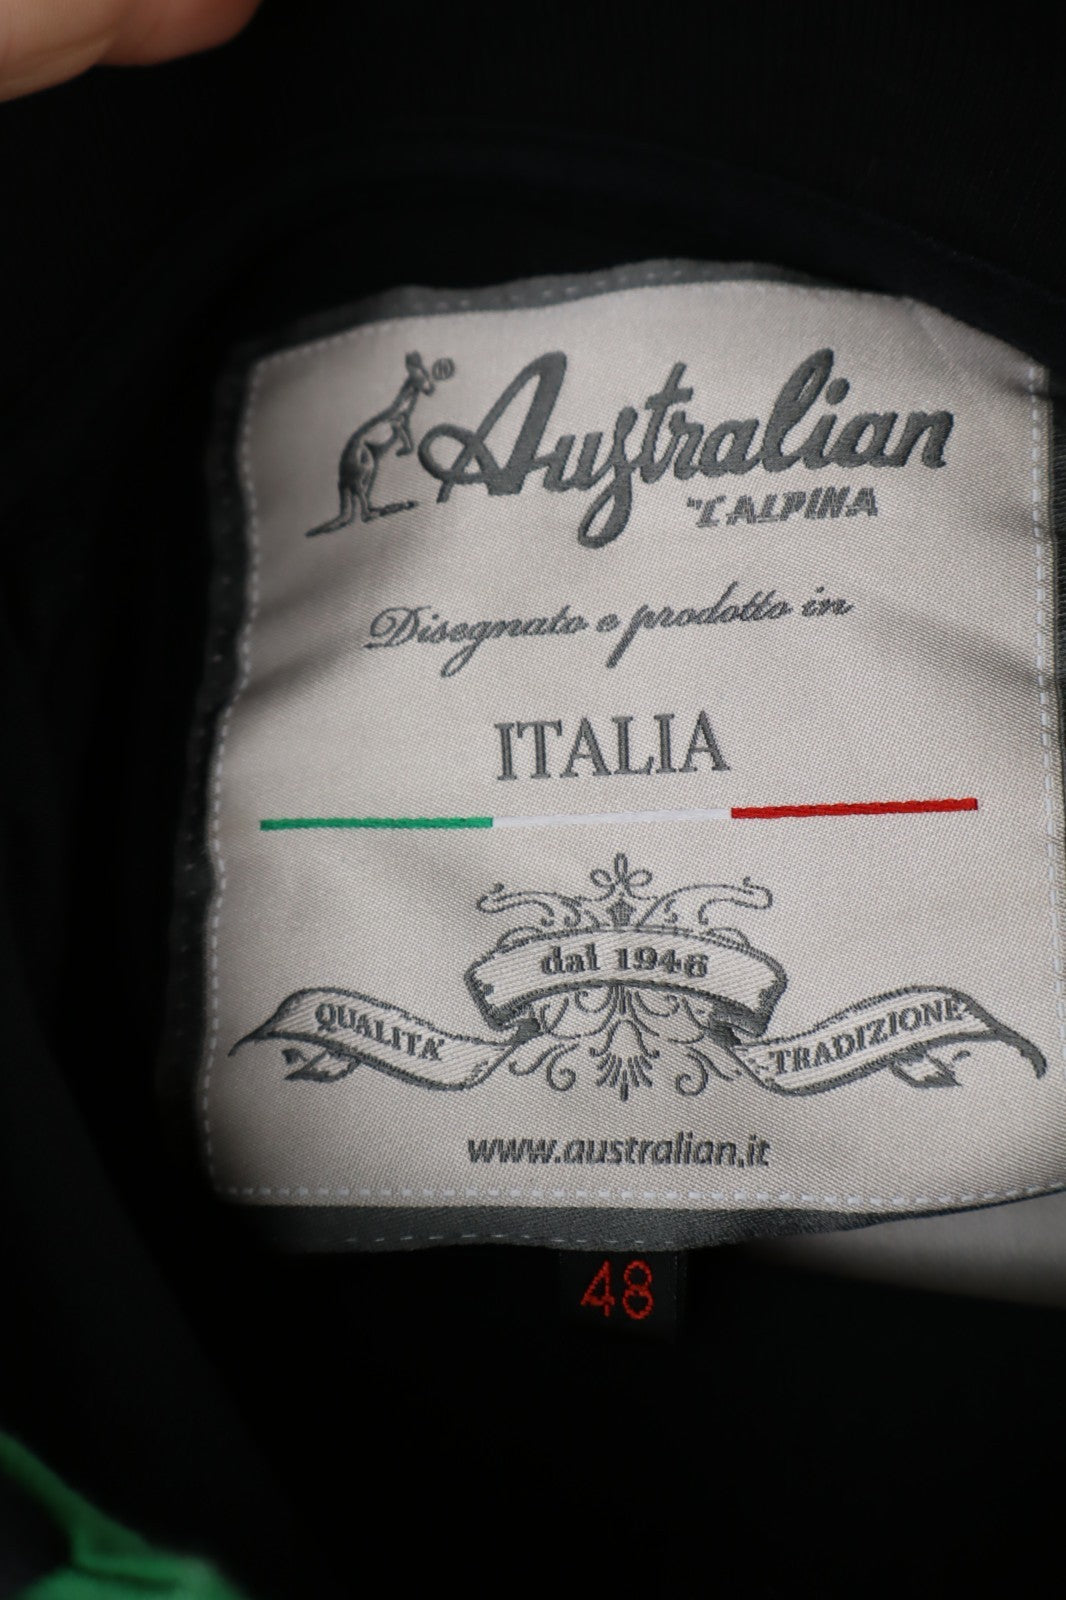 Australian
L'ALPINA
Disegnato e prodotto in
ITALIA
dal 1946
QUALITA'
TRADIZIONE
www.australian.it
48